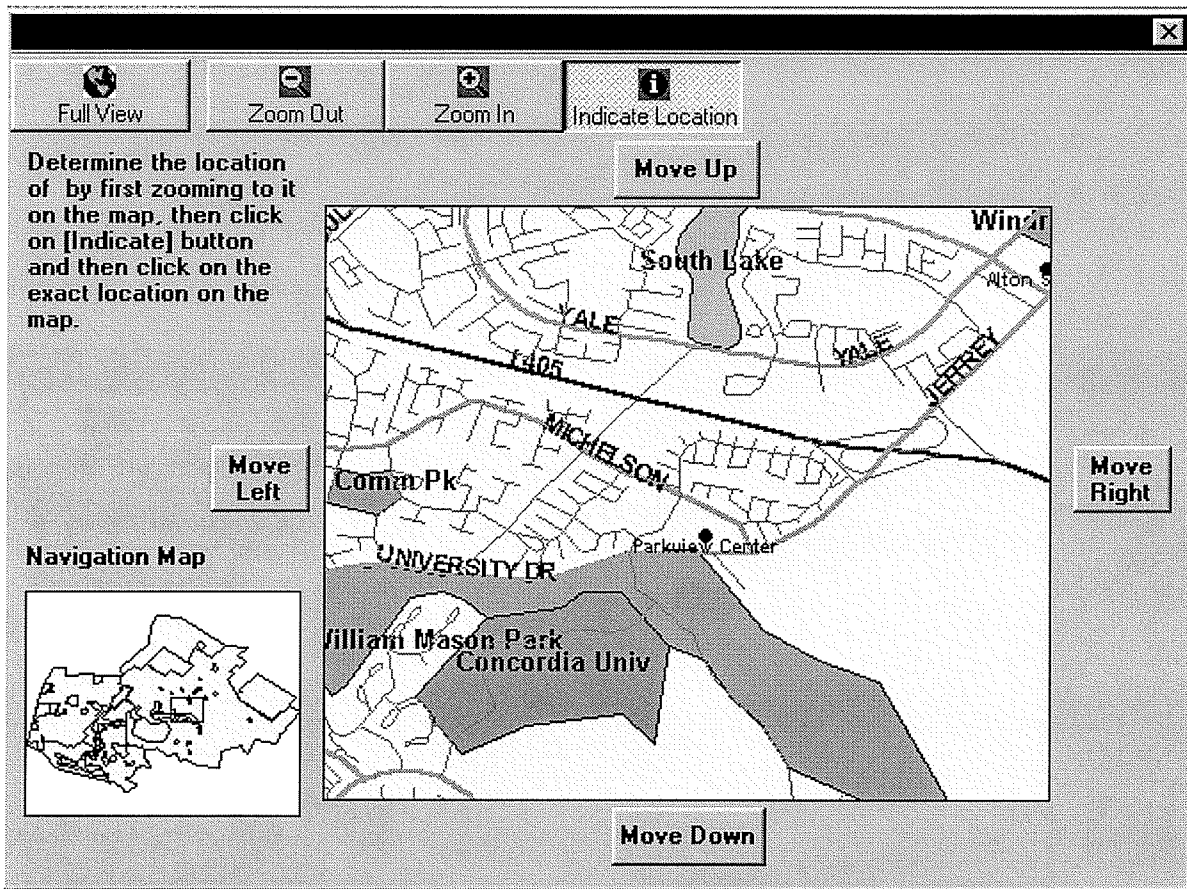 Full View
Zoom Out
Zoom In
Indicate Location
Determine the location
of by first zooming to it
on the map, then click
on [Indicate] button
and then click on the
exact location on the
map.
Move Up
South Lake
Alton
YALE
YALE
I-405
JEFFREY
MICHELSON
Move
Left
Comm Pk
Move
Right
Parkview Center
Navigation Map
UNIVERSITY DR
William Mason Park
Concordia Univ
Move Down